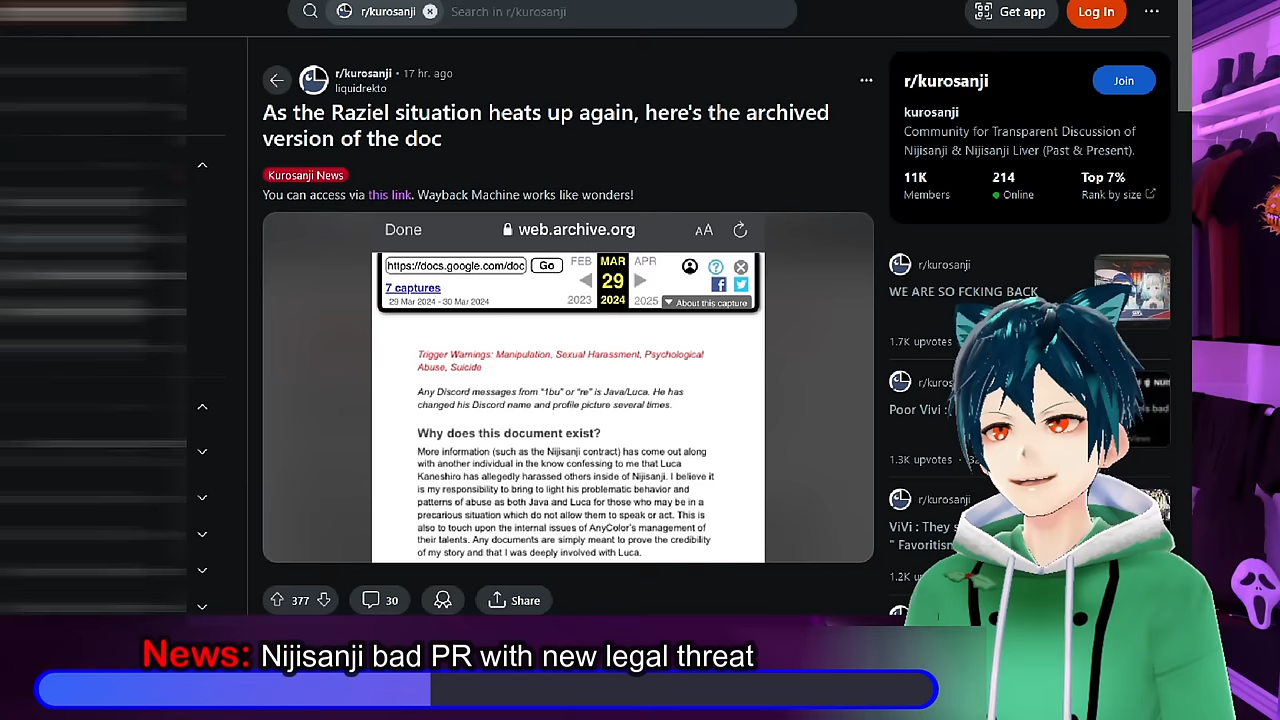 r/kurosanji
Search in r/kurosanji
Get app
Log In
r/kurosanji • 17 hr. ago
liquidrekto
As the Raziel situation heats up again, here's the archived
version of the doc
Kurosanji News
You can access via this link. Wayback Machine works like wonders!
Done
web.archive.org
AA
https://docs.google.com/doc
Go
FEB
MAR
APR
7 captures
29
29 Mar 2024 - 30 Mar 2024
2023
2024
2025
About this capture
Trigger Warnings: Manipulation, Sexual Harassment, Psychological
Abuse, Suicide
Any Discord messages from "1bu" or "re" is Java/Luca. He has
changed his Discord name and profile picture several times.
Why does this document exist?
More information (such as the Nijisanji contract) has come out along
with another individual in the know confessing to me that Luca
Kaneshiro has allegedly harassed others inside of Nijisanji. I believe it
is my responsibility to bring to light his problematic behavior and
patterns of abuse as both Java and Luca for those who may be in a
precarious situation which do not allow them to speak or act. This is
also to touch upon the internal issues of AnyColor's management of
their talents. Any documents are simply meant to prove the credibility
of my story and that I was deeply involved with Luca.
377
30
Share
r/kurosanji
Join
kurosanji
Community for Transparent Discussion of
Nijisanji & Nijisanji Liver (Past & Present).
11K
214
Top 7%
Members
Online
Rank by size
r/kurosanji
WE ARE SO FCKING BACK
1.7K upvotes
r/kuros
Poor Vivi :
1.3K upvotes
r/kurosanji
ViVi : They s
" Favoritism
1.2K u
News: Nijisanji bad PR with new legal threat